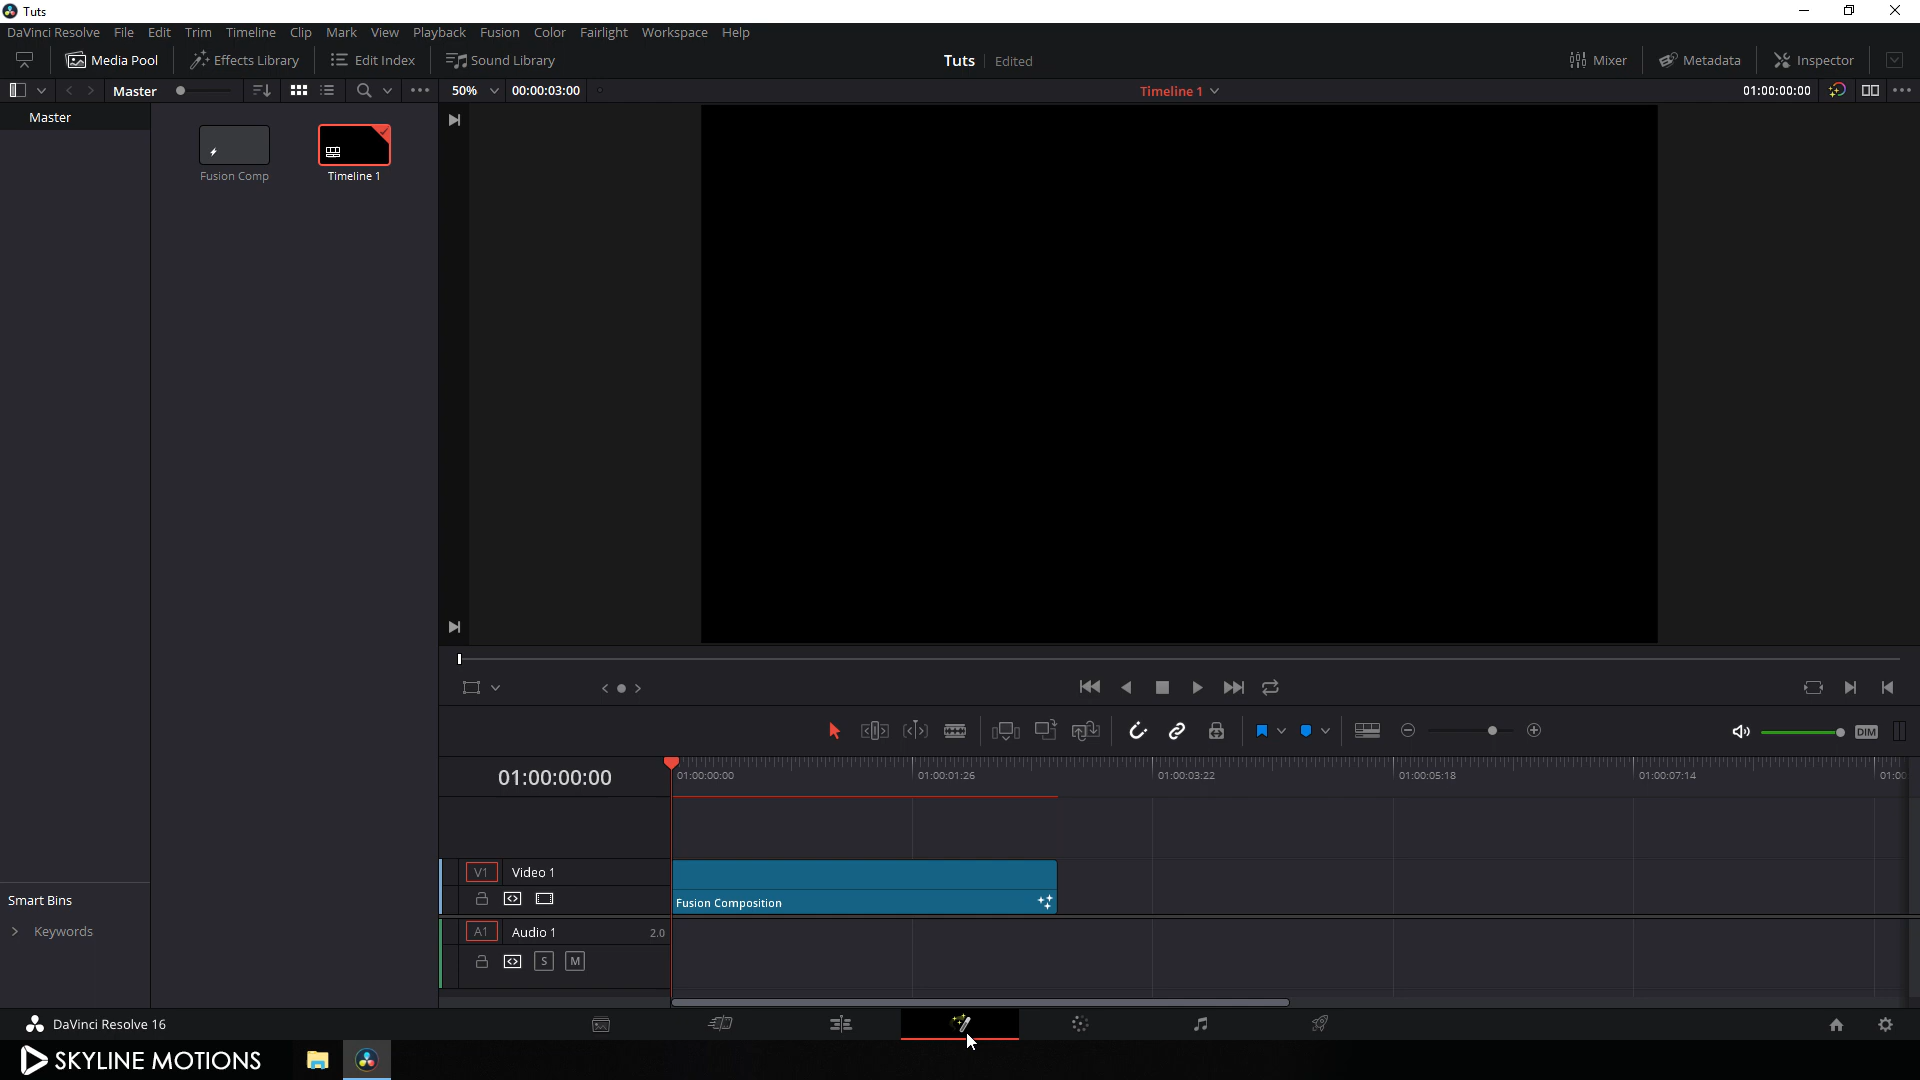 Tuts
DaVinci Resolve File Edit Trim Timeline Clip Mark View Playback Fusion Color Fairlight Workspace Help
Media Pool Effects Library Edit Index Sound Library Tuts Edited Mixer Metadata Inspector
Master 50% 00:00:03:00 Timeline 1 01:00:00:00
Master
Fusion Comp Timeline 1
DIM
01:00:00:00 01:00:00:00 01:00:01:26 01:00:03:22 01:00:05:18 01:00:07:14 01:00
V1 Video 1
Fusion Composition
Smart Bins
Keywords
A1 Audio 1 2.0
S M
DaVinci Resolve 16
SKYLINE MOTIONS